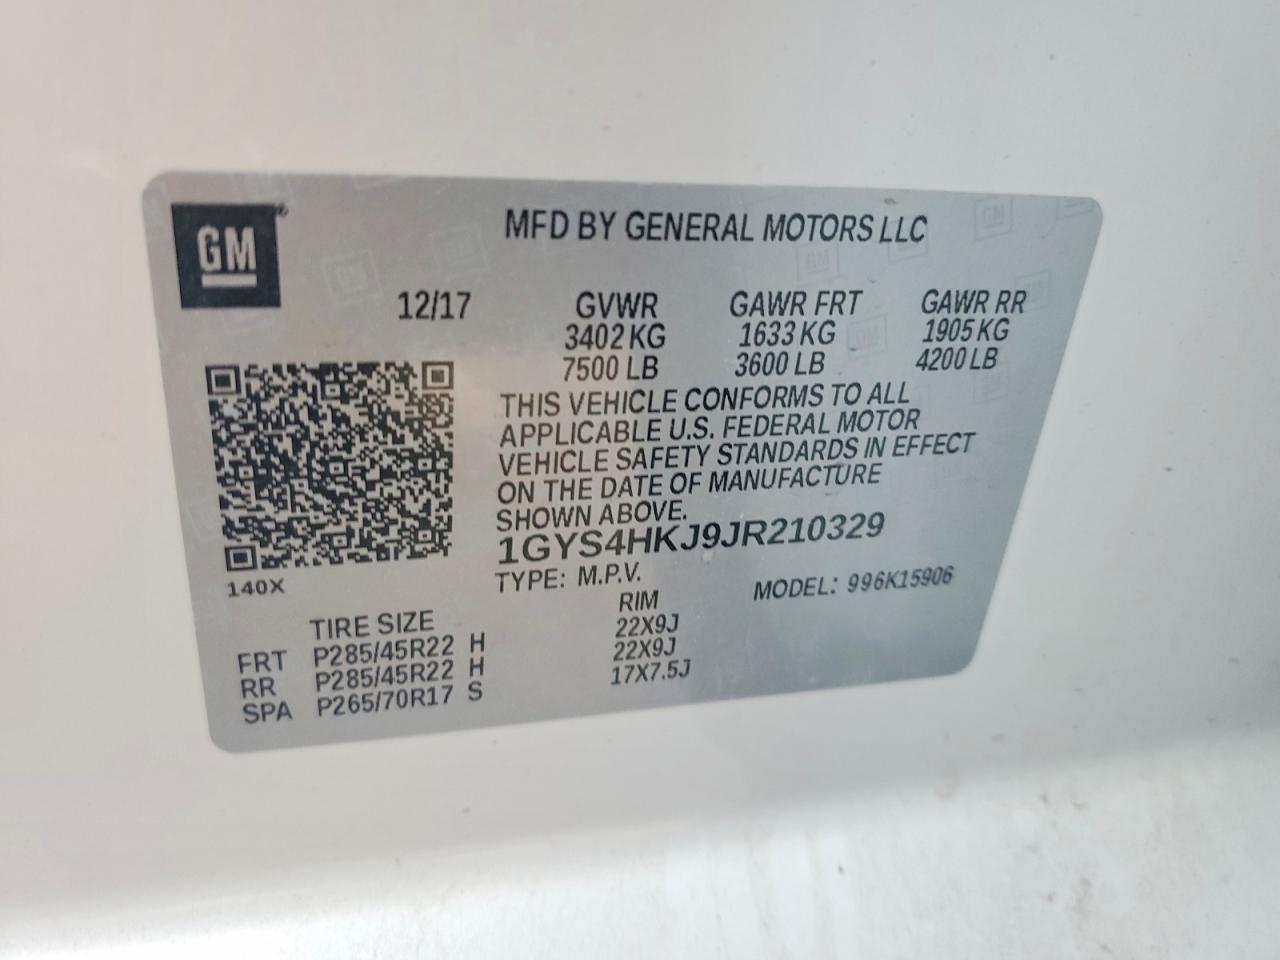 GM
MFD BY GENERAL MOTORS LLC
12/17 GVWR GAWR FRT GAWR RR
3402 KG 1633 KG 1905 KG
7500 LB 3600 LB 4200 LB
THIS VEHICLE CONFORMS TO ALL
APPLICABLE U.S. FEDERAL MOTOR
VEHICLE SAFETY STANDARDS IN EFFECT
ON THE DATE OF MANUFACTURE
SHOWN ABOVE.
1GYS4HKJ9JR210329
140X
TYPE: M.P.V. MODEL: 996K15906
TIRE SIZE RIM
FRT P285/45R22 H 22X9J
RR P285/45R22 H 22X9J
SPA P265/70R17 S 17X7.5J